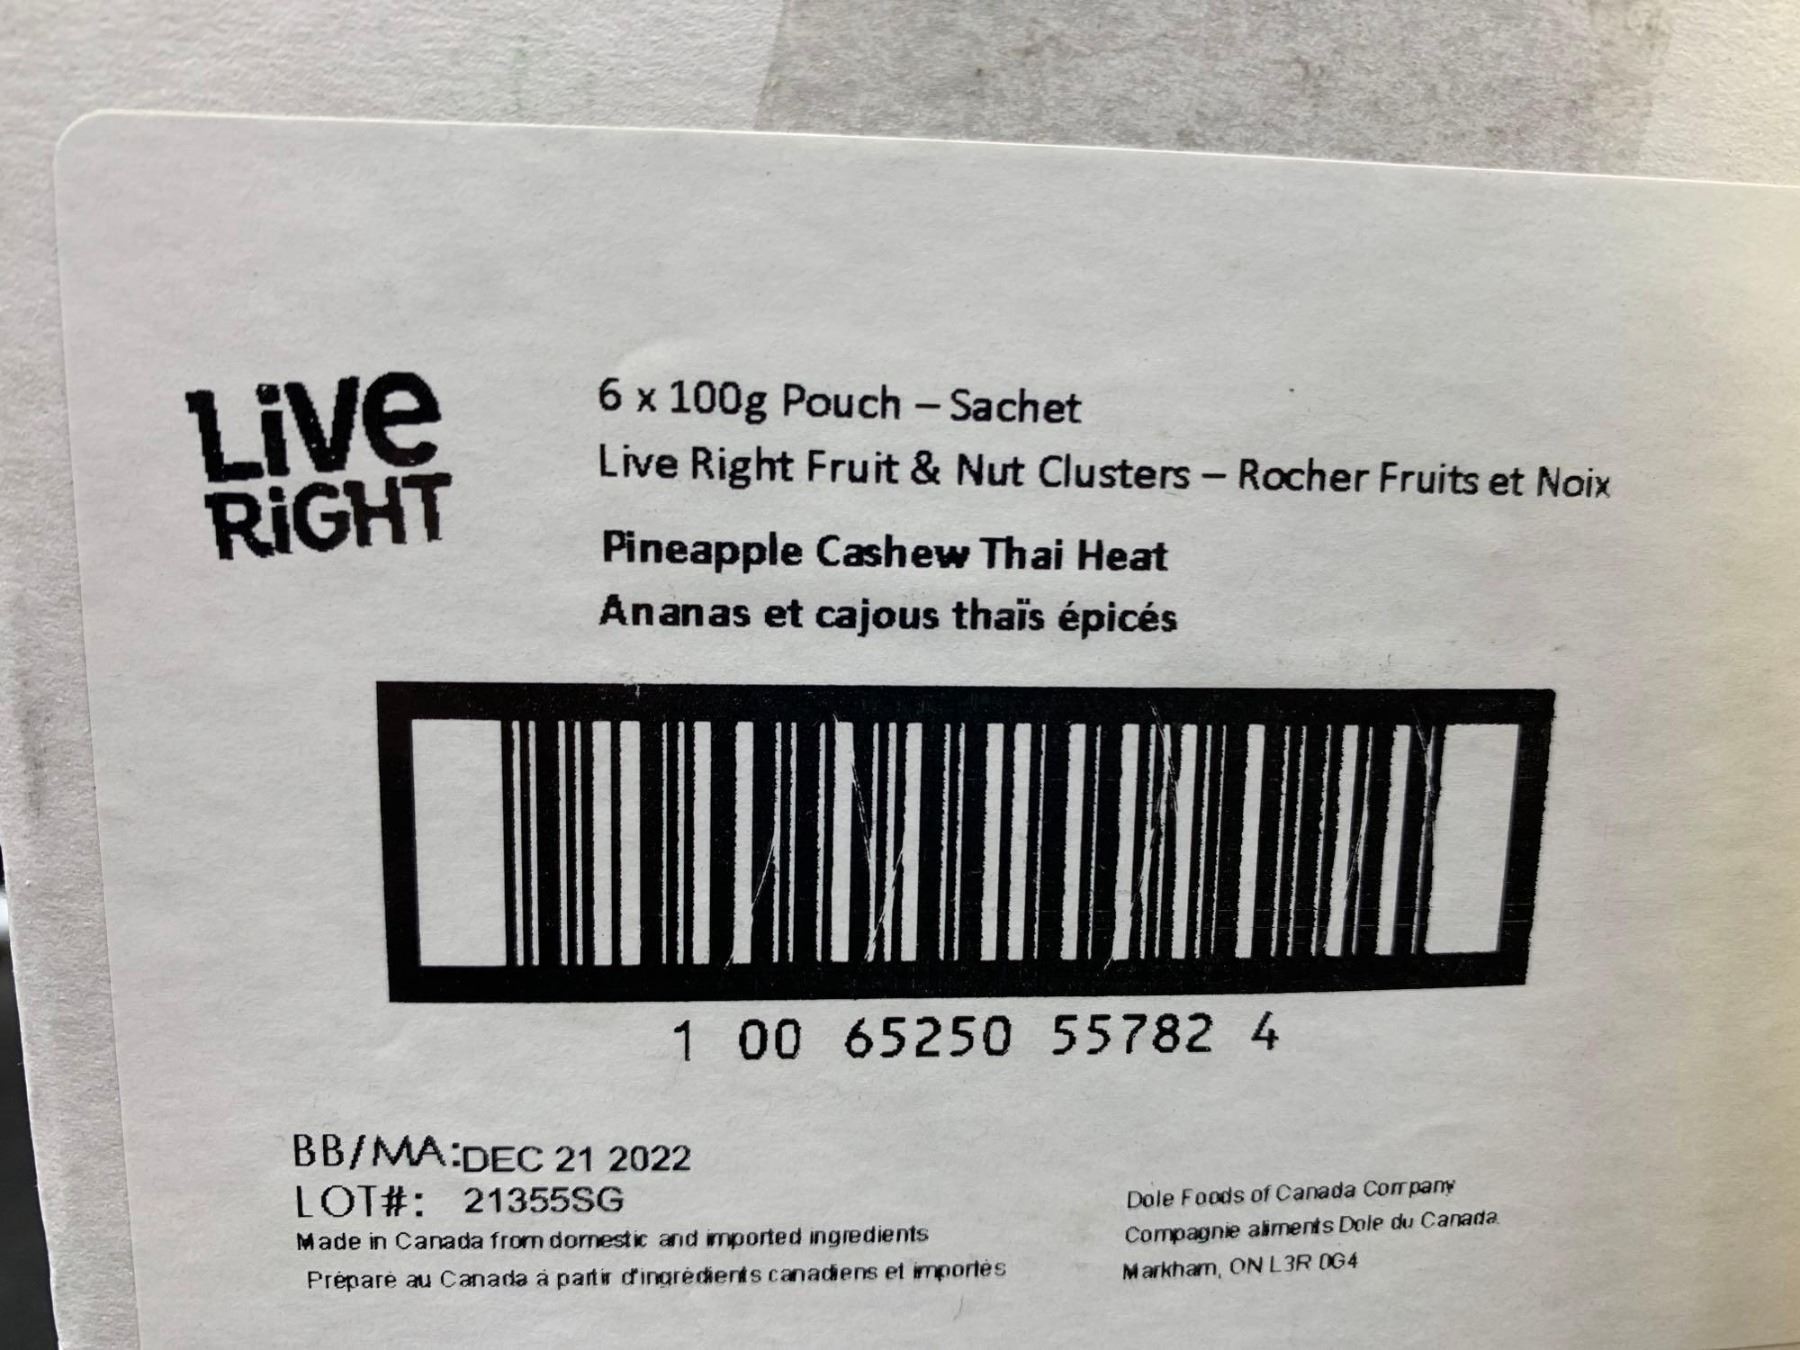 LiVe
RiGHT
6 x 100g Pouch – Sachet
Live Right Fruit & Nut Clusters – Rocher Fruits et Noix
Pineapple Cashew Thai Heat
Ananas et cajous thaïs épicés
1 00 65250 55782 4
BB/MA:DEC 21 2022
LOT#: 21355SG
Made in Canada from domestic and imported ingredients
Préparé au Canada à partir d'ingrédients canadiens et importés
Dole Foods of Canada Company
Compagnie aliments Dole du Canada
Markham, ON L3R 0G4